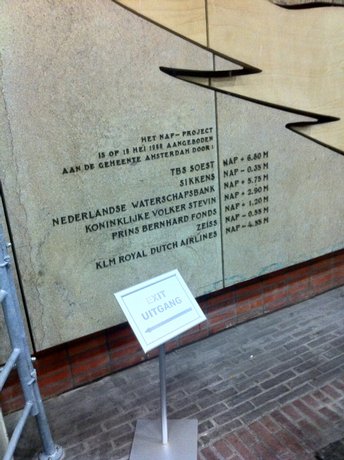 HET NAP-PROJECT
IS OP 18 MEI 1988 AANGEBODEN
AAN DE GEMEENTE AMSTERDAM DOOR:
TBS SOEST NAP + 6.50 M
SIKKENS NAP - 0.35 M
NEDERLANDSE WATERSCHAPSBANK NAP + 5.75 M
KONINKLIJKE VOLKER STEVIN NAP + 2.90 M
PRINS BERNHARD FONDS NAP + 1.20 M
ZEISS NAP - 0.55 M
KLM ROYAL DUTCH AIRLINES NAP - 4.55 M
EXIT
UITGANG